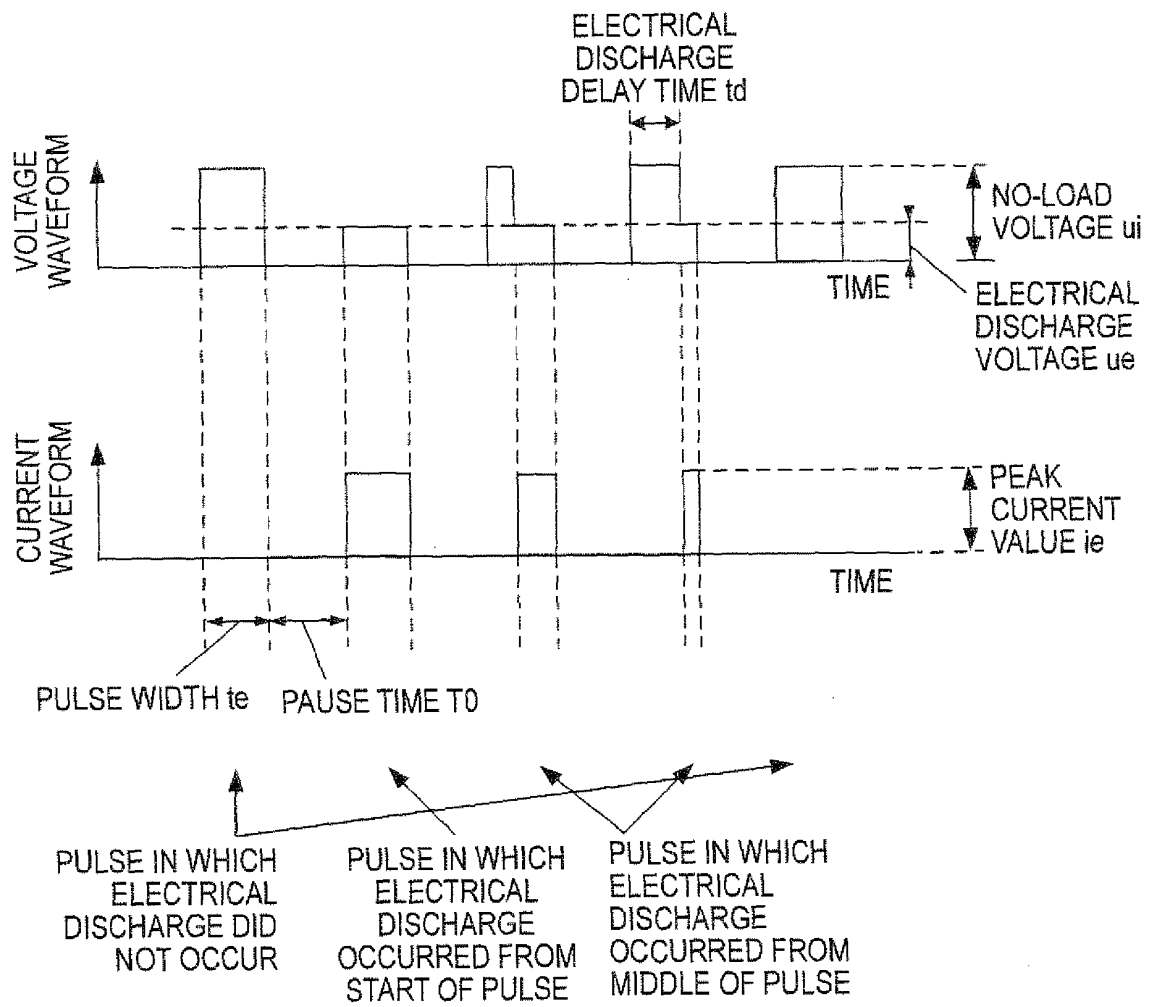 ELECTRICAL
DISCHARGE
DELAY TIME td
VOLTAGE
WAVEFORM
NO-LOAD
VOLTAGE ui
TIME
ELECTRICAL
DISCHARGE
VOLTAGE ue
CURRENT
WAVEFORM
PEAK
CURRENT
VALUE ie
TIME
PULSE WIDTH te
PAUSE TIME T0
PULSE IN WHICH
ELECTRICAL
DISCHARGE DID
NOT OCCUR
PULSE IN WHICH
ELECTRICAL
DISCHARGE
OCCURRED FROM
START OF PULSE
PULSE IN WHICH
ELECTRICAL
DISCHARGE
OCCURRED FROM
MIDDLE OF PULSE